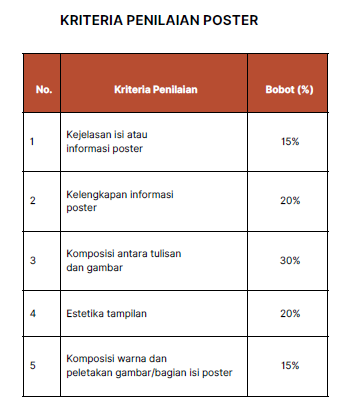 KRITERIA PENILAIAN POSTER
No. Kriteria Penilaian Bobot (%)
1 Kejelasan isi atau
informasi poster 15%
2 Kelengkapan informasi
poster 20%
3 Komposisi antara tulisan
dan gambar 30%
4 Estetika tampilan 20%
5 Komposisi warna dan
peletakan gambar/bagian isi poster 15%